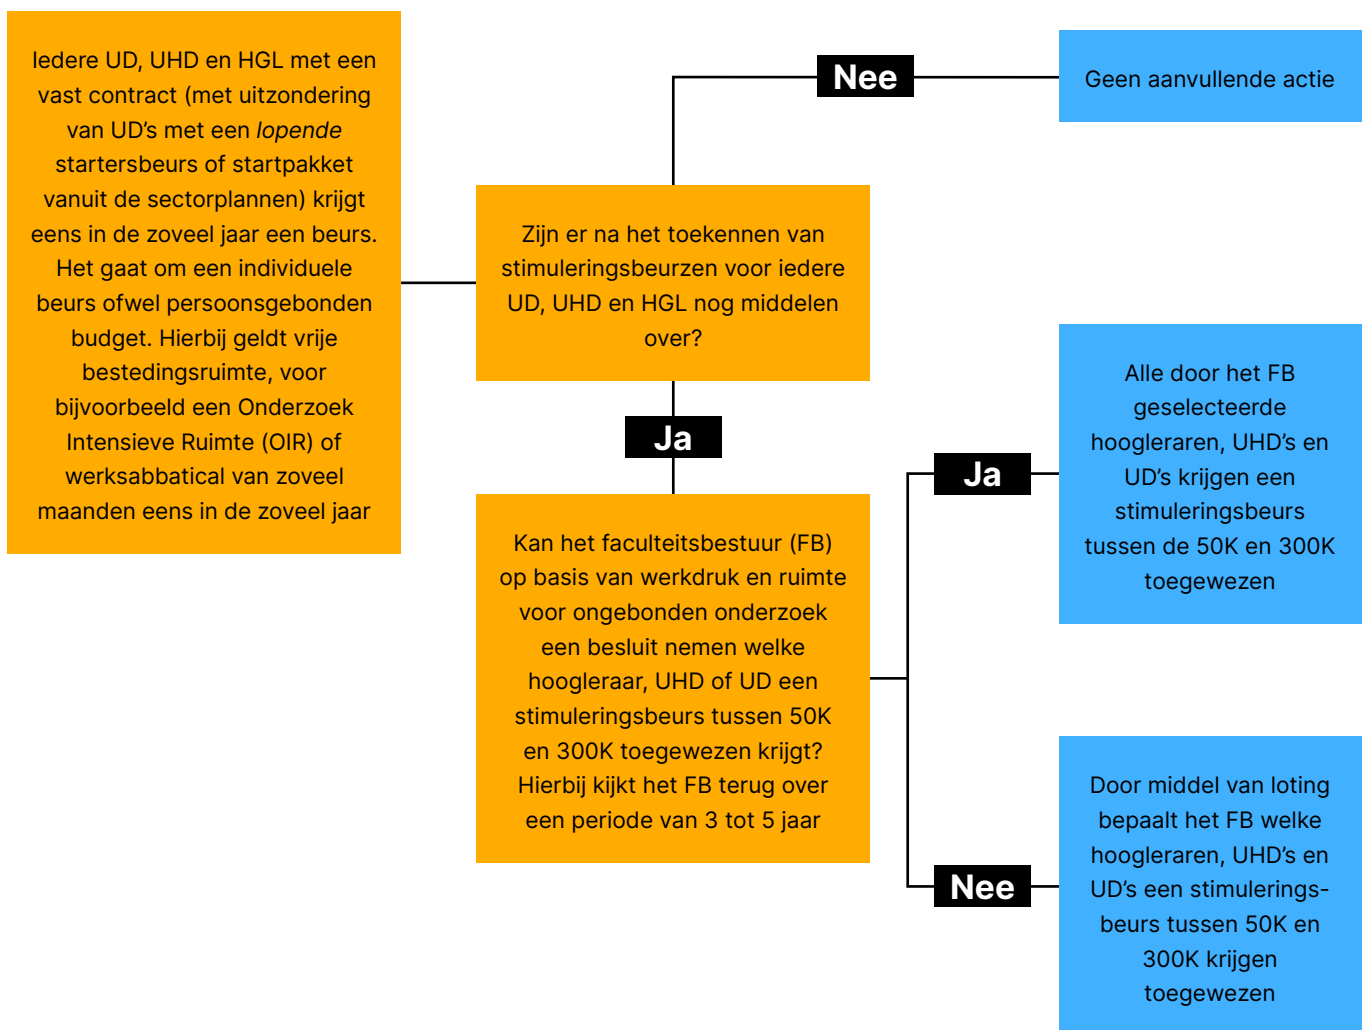 Iedere UD, UHD en HGL met een
vast contract (met uitzondering
van UD’s met een lopende
startersbeurs of startpakket
vanuit de sectorplannen) krijgt
eens in de zoveel jaar een beurs.
Het gaat om een individuele
beurs ofwel persoonsgebonden
budget. Hierbij geldt vrije
bestedingsruimte, voor
bijvoorbeeld een Onderzoek
Intensieve Ruimte (OIR) of
werksabbatical van zoveel
maanden eens in de zoveel jaar
Zijn er na het toekennen van
stimuleringsbeurzen voor iedere
UD, UHD en HGL nog middelen
over?
Nee
Geen aanvullende actie
Ja
Kan het faculteitsbestuur (FB)
op basis van werkdruk en ruimte
voor ongebonden onderzoek
een besluit nemen welke
hoogleraar, UHD of UD een
stimuleringsbeurs tussen 50K
en 300K toegewezen krijgt?
Hierbij kijkt het FB terug over
een periode van 3 tot 5 jaar
Ja
Alle door het FB
geselecteerde
hoogleraren, UHD’s en
UD’s krijgen een
stimuleringsbeurs
tussen de 50K en 300K
toegewezen
Nee
Door middel van loting
bepaalt het FB welke
hoogleraren, UHD’s en
UD’s een stimulerings-
beurs tussen 50K en
300K krijgen
toegewezen